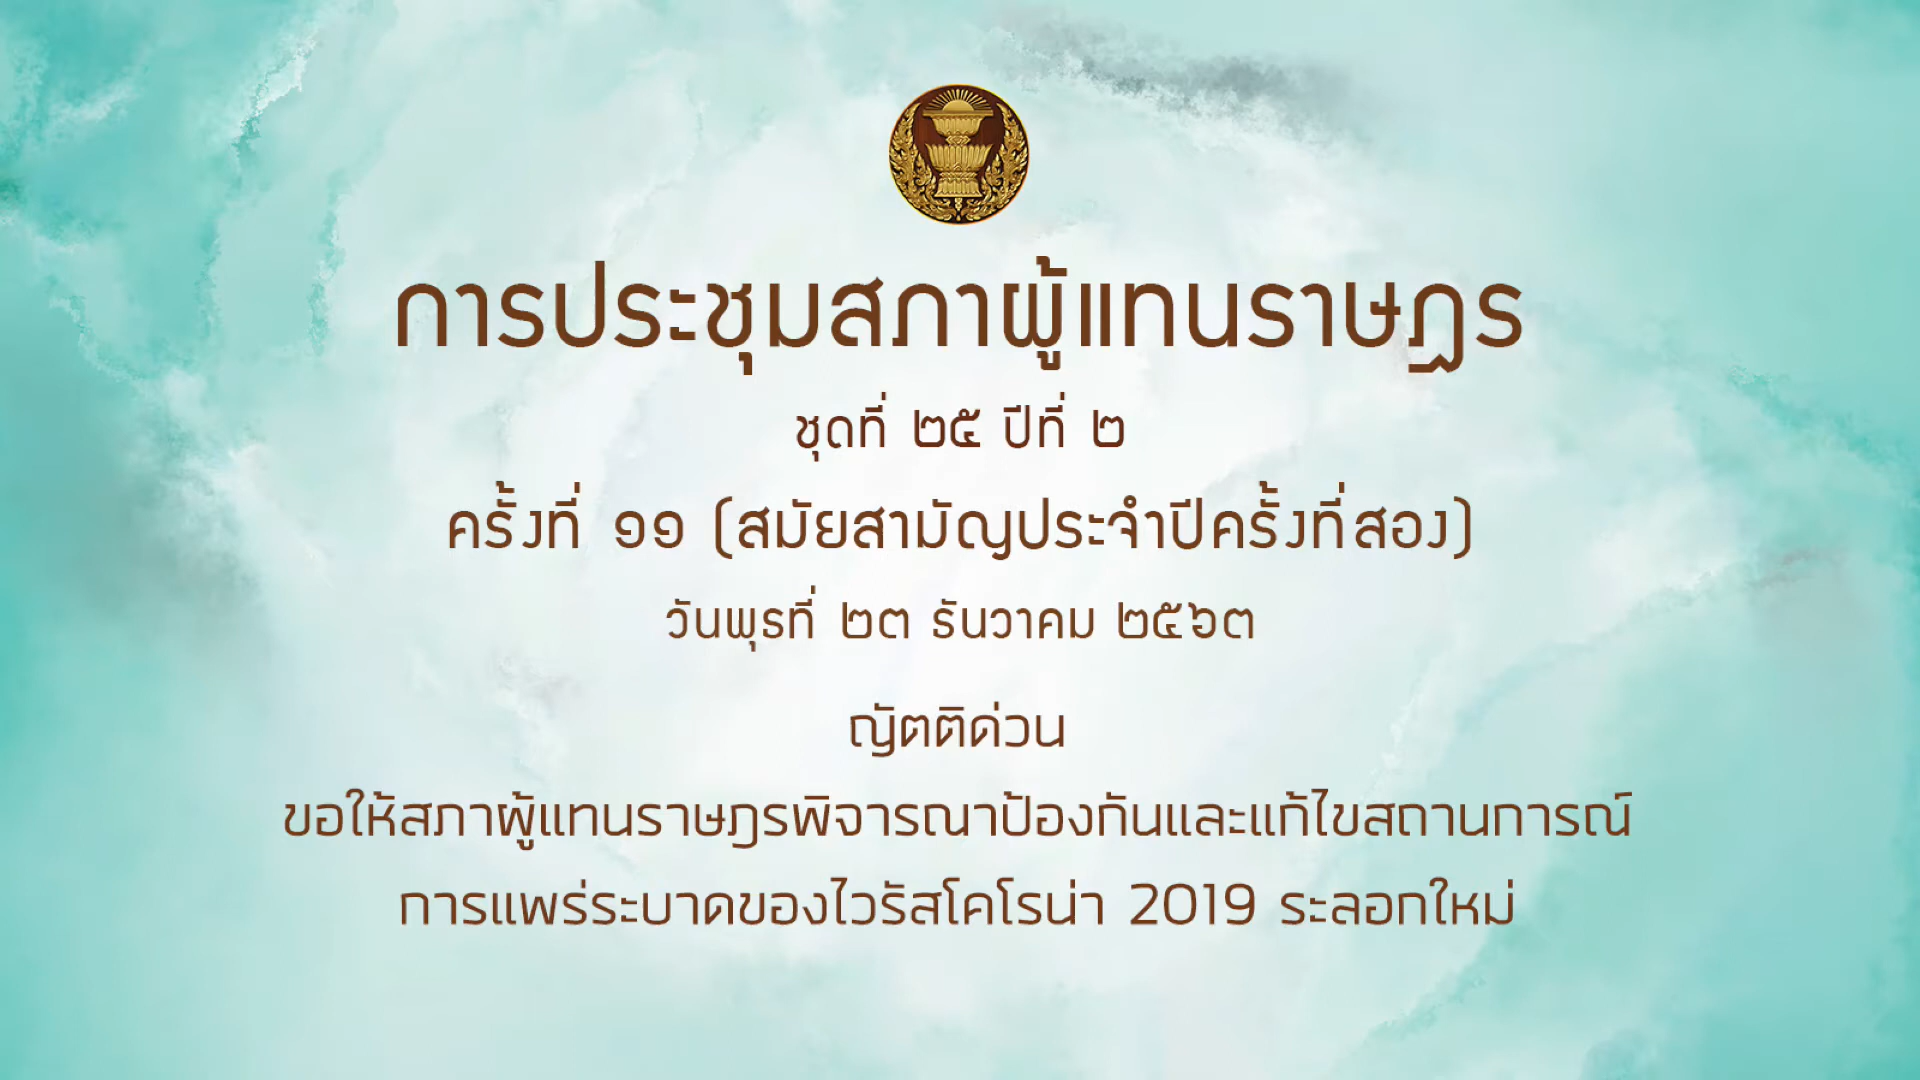 การประชุมสภาผู้แทนราษฎร
ชุดที่ ๒๕ ปีที่ ๒
ครั้งที่ ๑๑ (สมัยสามัญประจำปีครั้งที่สอง)
วันพุธที่ ๒๓ ธันวาคม ๒๕๖๓
ญัตติด่วน
ขอให้สภาผู้แทนราษฎรพิจารณาป้องกันและแก้ไขสถานการณ์
การแพร่ระบาดของไวรัสโคโรน่า 2019 ระลอกใหม่